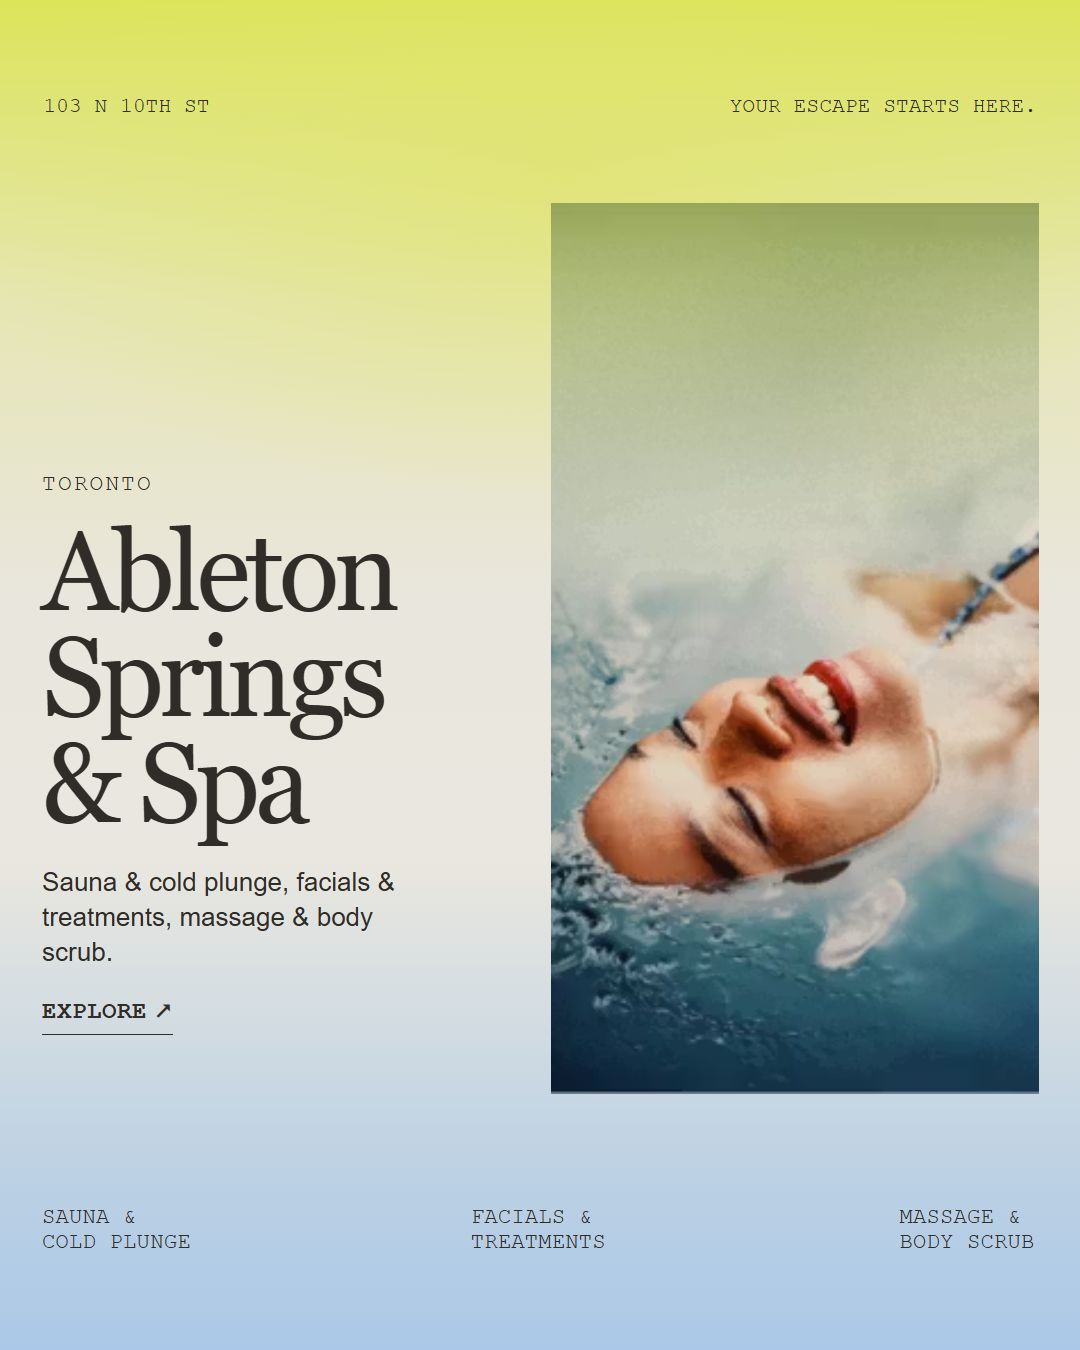 103 N 10TH ST
YOUR ESCAPE STARTS HERE.
TORONTO
Ableton
Springs
& Spa
Sauna & cold plunge, facials &
treatments, massage & body
scrub.
EXPLORE ↗
SAUNA &
COLD PLUNGE
FACIALS &
TREATMENTS
MASSAGE &
BODY SCRUB